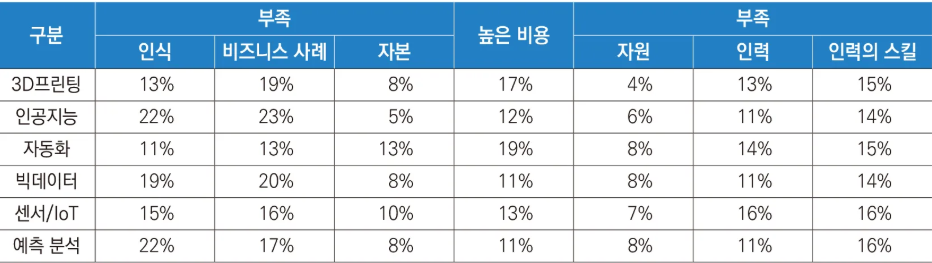 구분 부족 높은 비용 부족
인식 비즈니스 사례 자본 자원 인력 인력의 스킬
3D프린팅 13% 19% 8% 17% 4% 13% 15%
인공지능 22% 23% 5% 12% 6% 11% 14%
자동화 11% 13% 13% 19% 8% 14% 15%
빅데이터 19% 20% 8% 11% 8% 11% 14%
센서/IoT 15% 16% 10% 13% 7% 16% 16%
예측 분석 22% 17% 8% 11% 8% 11% 16%